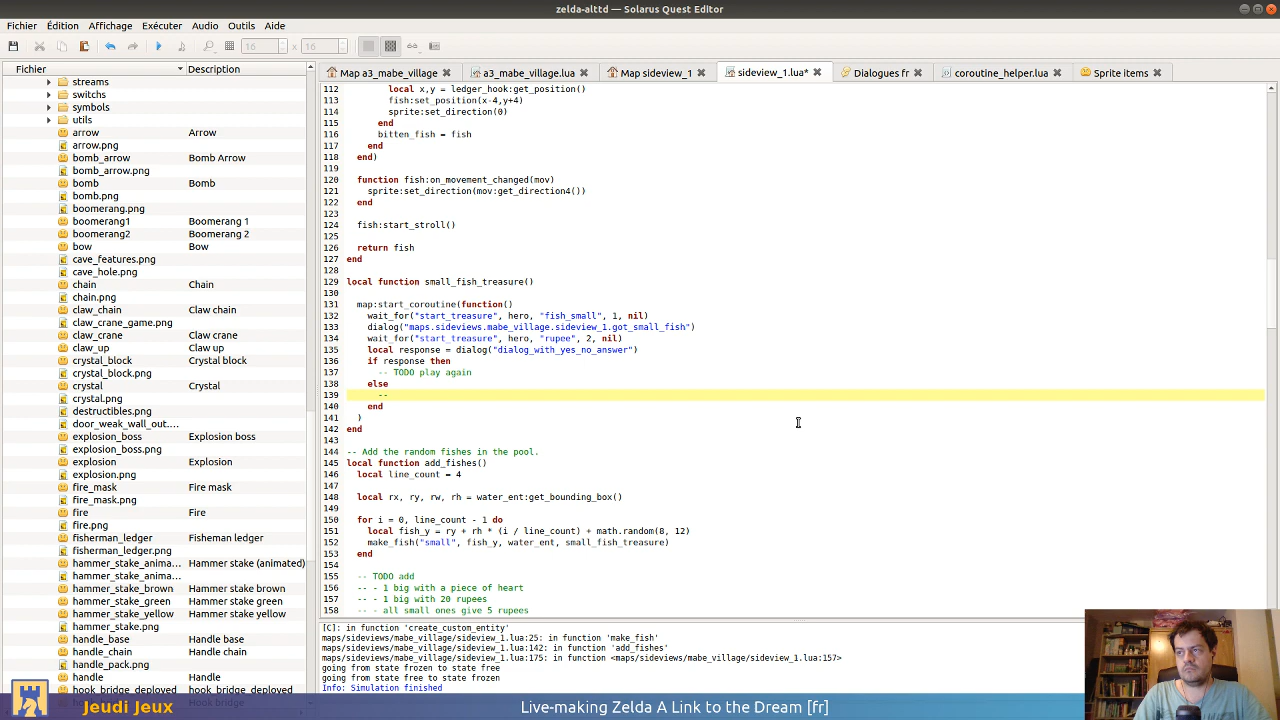 zelda-alttd — Solarus Quest Editor
Fichier Édition Affichage Exécuter Audio Outils Aide
16 x 16
Fichier Description
Map a3_mabe_village a3_mabe_village.lua Map sideview_1 sideview_1.lua* Dialogues fr coroutine_helper.lua Sprite items
streams
switchs
symbols
utils
arrow Arrow
arrow.png
bomb_arrow Bomb Arrow
bomb_arrow.png
bomb Bomb
bomb.png
boomerang.png
boomerang1 Boomerang 1
boomerang2 Boomerang 2
bow Bow
cave_features.png
cave_hole.png
chain Chain
chain.png
claw_chain Claw chain
claw_crane_game.png
claw_crane Claw crane
claw_up Claw up
crystal_block Crystal block
crystal_block.png
crystal Crystal
crystal.png
destructibles.png
door_weak_wall_out....
explosion_boss Explosion boss
explosion_boss.png
explosion Explosion
explosion.png
fire_mask Fire mask
fire_mask.png
fire Fire
fire.png
fisherman_ledger Fisheman ledger
fisherman_ledger.png
hammer_stake_anima... Hammer stake (animated)
hammer_stake_anima...
hammer_stake_brown Hammer stake brown
hammer_stake_green Hammer stake green
hammer_stake_yellow Hammer stake yellow
hammer_stake.png
handle_base Handle base
handle_chain Handle chain
handle_pack.png
handle Handle
hook_bridge_deployed hook_bridge_deployed
112 local x,y = ledger_hook:get_position()
113 fish:set_position(x-4,y+4)
114 sprite:set_direction(0)
115 end
116 bitten_fish = fish
117 end
118 end)
119
120 function fish:on_movement_changed(mov)
121 sprite:set_direction(mov:get_direction4())
122 end
123
124 fish:start_stroll()
125
126 return fish
127 end
128
129 local function small_fish_treasure()
130
131 map:start_coroutine(function()
132 wait_for("start_treasure", hero, "fish_small", 1, nil)
133 dialog("maps.sideviews.mabe_village.sideview_1.got_small_fish")
134 wait_for("start_treasure", hero, "rupee", 2, nil)
135 local response = dialog("dialog_with_yes_no_answer")
136 if response then
137 -- TODO play again
138 else
139 --
140 end
141 )
142 end
143
144 -- Add the random fishes in the pool.
145 local function add_fishes()
146 local line_count = 4
147
148 local rx, ry, rw, rh = water_ent:get_bounding_box()
149
150 for i = 0, line_count - 1 do
151 local fish_y = ry + rh * (i / line_count) + math.random(8, 12)
152 make_fish("small", fish_y, water_ent, small_fish_treasure)
153 end
154
155 -- TODO add
156 -- - 1 big with a piece of heart
157 -- - 1 big with 20 rupees
158 -- - all small ones give 5 rupees
[C]: in function 'create_custom_entity'
maps/sideviews/mabe_village/sideview_1.lua:25: in function 'make_fish'
maps/sideviews/mabe_village/sideview_1.lua:142: in function 'add_fishes'
maps/sideviews/mabe_village/sideview_1.lua:175: in function <maps/sideviews/mabe_village/sideview_1.lua:157>
going from state frozen to state free
going from state free to state frozen
Info: Simulation finished
Jeudi Jeux Live-making Zelda A Link to the Dream [fr]